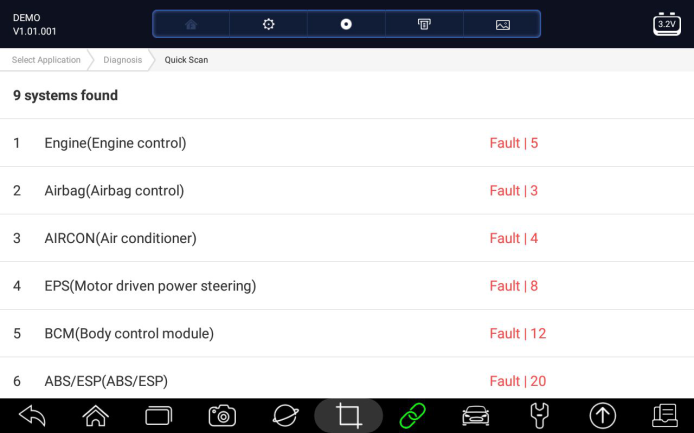 DEMO
V1.01.001
3.2V
Select Application
Diagnosis
Quick Scan
9 systems found
1 Engine(Engine control) Fault | 5
2 Airbag(Airbag control) Fault | 3
3 AIRCON(Air conditioner) Fault | 4
4 EPS(Motor driven power steering) Fault | 8
5 BCM(Body control module) Fault | 12
6 ABS/ESP(ABS/ESP) Fault | 20